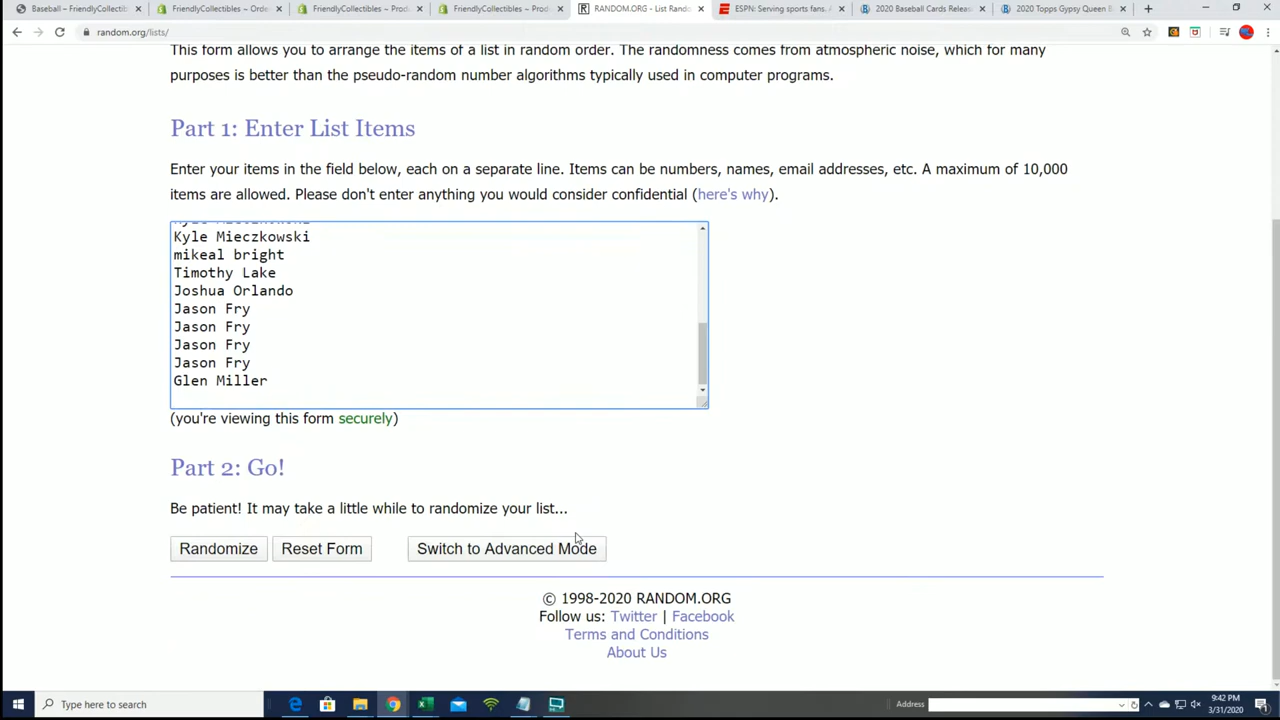 Baseball – FriendlyCollectib
FriendlyCollectibles ~ Orde
FriendlyCollectibles ~ Prod
FriendlyCollectibles ~ Prod
RANDOM.ORG - List Rando
ESPN: Serving sports fans. A
2020 Baseball Cards Releas
2020 Topps Gypsy Queen B
random.org/lists/
This form allows you to arrange the items of a list in random order. The randomness comes from atmospheric noise, which for many
purposes is better than the pseudo-random number algorithms typically used in computer programs.
Part 1: Enter List Items
Enter your items in the field below, each on a separate line. Items can be numbers, names, email addresses, etc. A maximum of 10,000
items are allowed. Please don't enter anything you would consider confidential (here's why).
Kyle Mieczkowski
mikeal bright
Timothy Lake
Joshua Orlando
Jason Fry
Jason Fry
Jason Fry
Jason Fry
Glen Miller
(you're viewing this form securely)
Part 2: Go!
Be patient! It may take a little while to randomize your list...
Randomize
Reset Form
Switch to Advanced Mode
© 1998-2020 RANDOM.ORG
Follow us: Twitter | Facebook
Terms and Conditions
About Us
Type here to search
Address
9:42 PM
3/31/2020